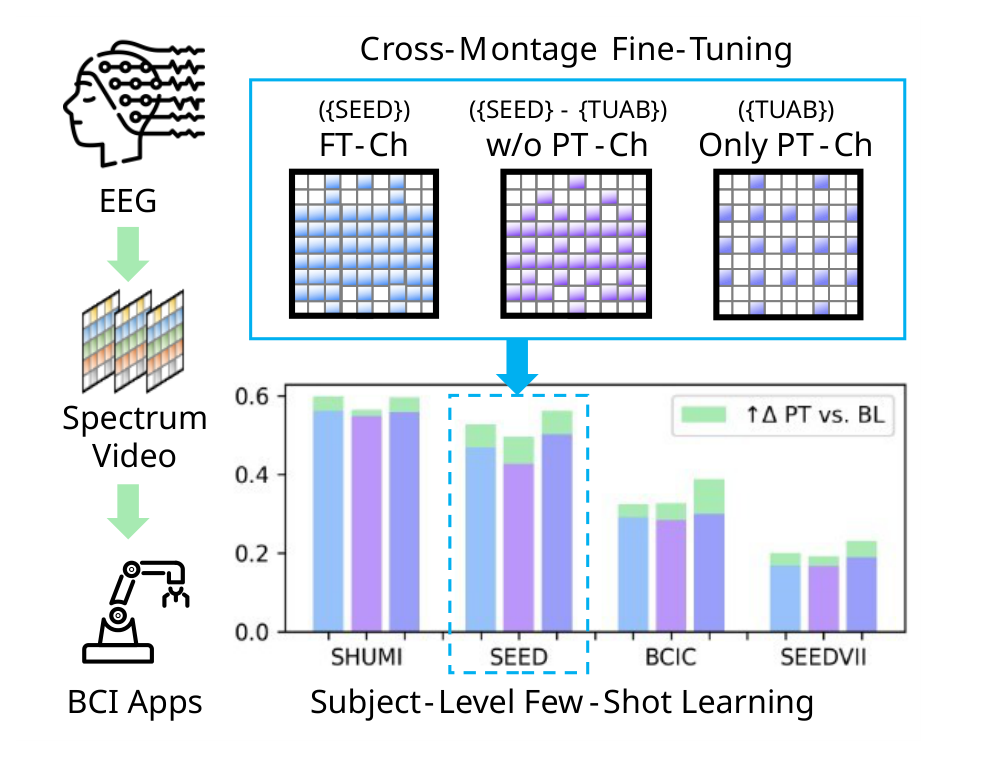 EEG
Spectrum
Video
BCI Apps
Cross-Montage Fine-Tuning
({SEED})
FT-Ch
({SEED} - {TUAB})
w/o PT-Ch
({TUAB})
Only PT-Ch
0.6
0.4
0.2
0.0
↑Δ PT vs. BL
SHUMI
SEED
BCIC
SEEDVII
Subject-Level Few-Shot Learning